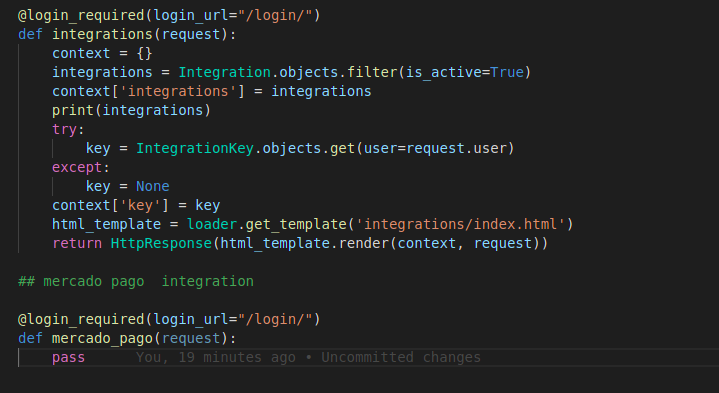 @login_required(login_url="/login/")
def integrations(request):
    context = {}
    integrations = Integration.objects.filter(is_active=True)
    context['integrations'] = integrations
    print(integrations)
    try:
        key = IntegrationKey.objects.get(user=request.user)
    except:
        key = None
    context['key'] = key
    html_template = loader.get_template('integrations/index.html')
    return HttpResponse(html_template.render(context, request))
## mercado pago  integration
@login_required(login_url="/login/")
def mercado_pago(request):
    pass      You, 19 minutes ago • Uncommitted changes